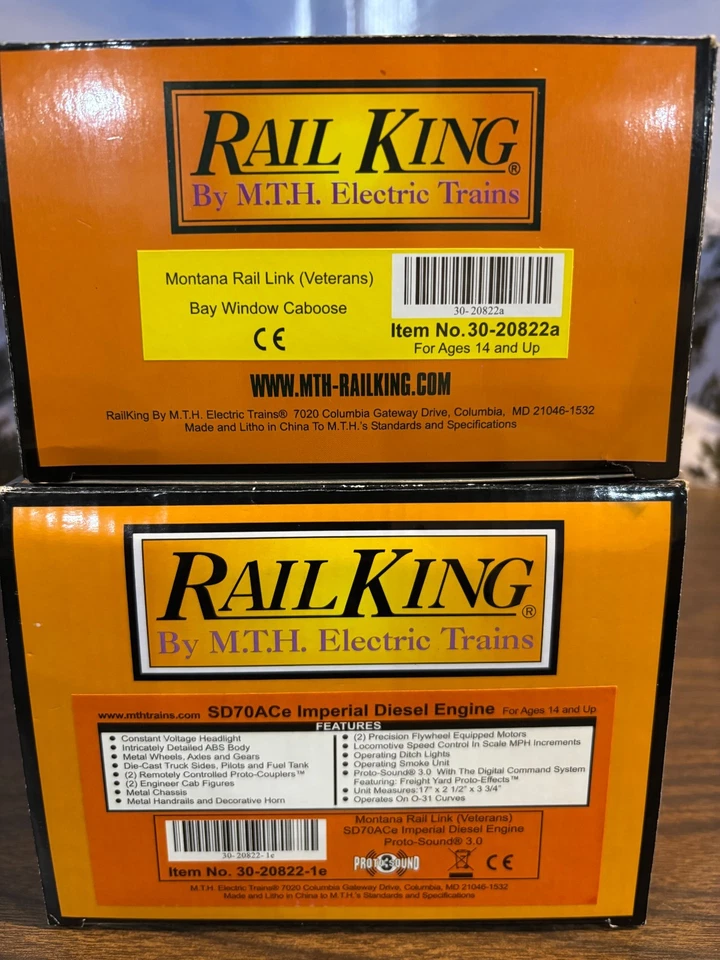 RAIL KING®
By M.T.H. Electric Trains
Montana Rail Link (Veterans)
Bay Window Caboose
CE
30-20822a
Item No. 30-20822a
For Ages 14 and Up
WWW.MTH-RAILKING.COM
RailKing By M.T.H. Electric Trains® 7020 Columbia Gateway Drive, Columbia, MD 21046-1532
Made and Litho in China To M.T.H.'s Standards and Specifications
RAILKING®
By M.T.H. Electric Trains
www.mthtrains.com SD70ACe Imperial Diesel Engine For Ages 14 and Up
FEATURES
• Constant Voltage Headlight
• Intricately Detailed ABS Body
• Metal Wheels, Axles and Gears
• Die-Cast Truck Sides, Pilots and Fuel Tank
• (2) Remotely Controlled Proto-Couplers™
• (2) Engineer Cab Figures
• Metal Chassis
• Metal Handrails and Decorative Horn
• (2) Precision Flywheel Equipped Motors
• Locomotive Speed Control In Scale MPH Increments
• Operating Ditch Lights
• Operating Smoke Unit
• Proto-Sound® 3.0 With The Digital Command System
Featuring: Freight Yard Proto-Effects™
• Unit Measures:17" x 2 1/2" x 3 3/4"
• Operates On O-31 Curves
30-20822-1e
Item No. 30-20822-1e
Montana Rail Link (Veterans)
SD70ACe Imperial Diesel Engine
Proto-Sound® 3.0
PROTO3SOUND
CE
M.T.H. Electric Trains® 7020 Columbia Gateway Drive, Columbia, MD 21046-1532
Made and Litho in China to M.T.H.'s Standards and Specifications